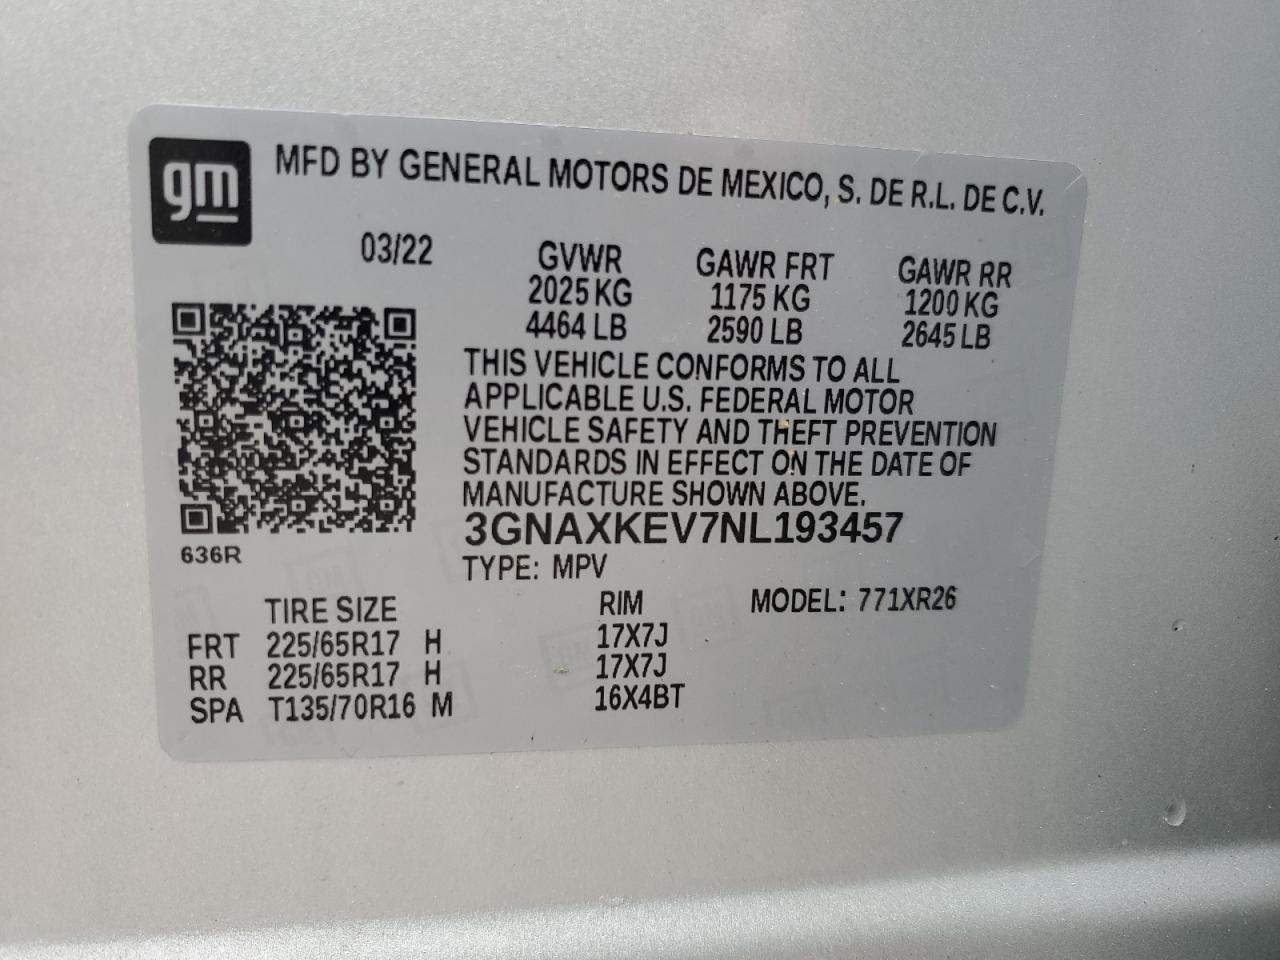 gm
MFD BY GENERAL MOTORS DE MEXICO, S. DE R.L. DE C.V.
03/22 GVWR GAWR FRT GAWR RR
2025 KG 1175 KG 1200 KG
4464 LB 2590 LB 2645 LB
THIS VEHICLE CONFORMS TO ALL
APPLICABLE U.S. FEDERAL MOTOR
VEHICLE SAFETY AND THEFT PREVENTION
STANDARDS IN EFFECT ON THE DATE OF
MANUFACTURE SHOWN ABOVE.
3GNAXKEV7NL193457
636R
TYPE: MPV
TIRE SIZE RIM MODEL: 771XR26
FRT 225/65R17 H 17X7J
RR 225/65R17 H 17X7J
SPA T135/70R16 M 16X4BT